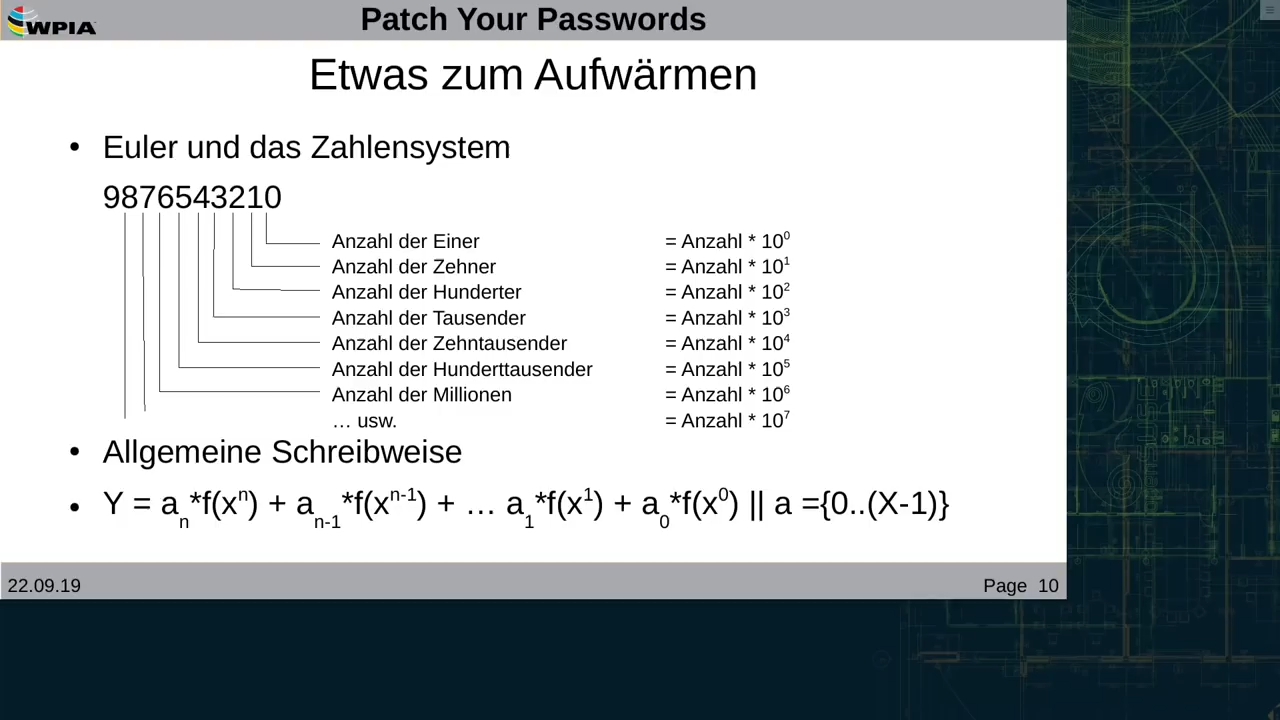 WPIA
Patch Your Passwords
Etwas zum Aufwärmen
• Euler und das Zahlensystem
9876543210
Anzahl der Einer = Anzahl * 10⁰
Anzahl der Zehner = Anzahl * 10¹
Anzahl der Hunderter = Anzahl * 10²
Anzahl der Tausender = Anzahl * 10³
Anzahl der Zehntausender = Anzahl * 10⁴
Anzahl der Hunderttausender = Anzahl * 10⁵
Anzahl der Millionen = Anzahl * 10⁶
… usw. = Anzahl * 10⁷
• Allgemeine Schreibweise
• Y = aₙ*f(xⁿ) + aₙ₋₁*f(xⁿ⁻¹) + … a₁*f(x¹) + a₀*f(x⁰) || a ={0..(X-1)}
22.09.19
Page 10